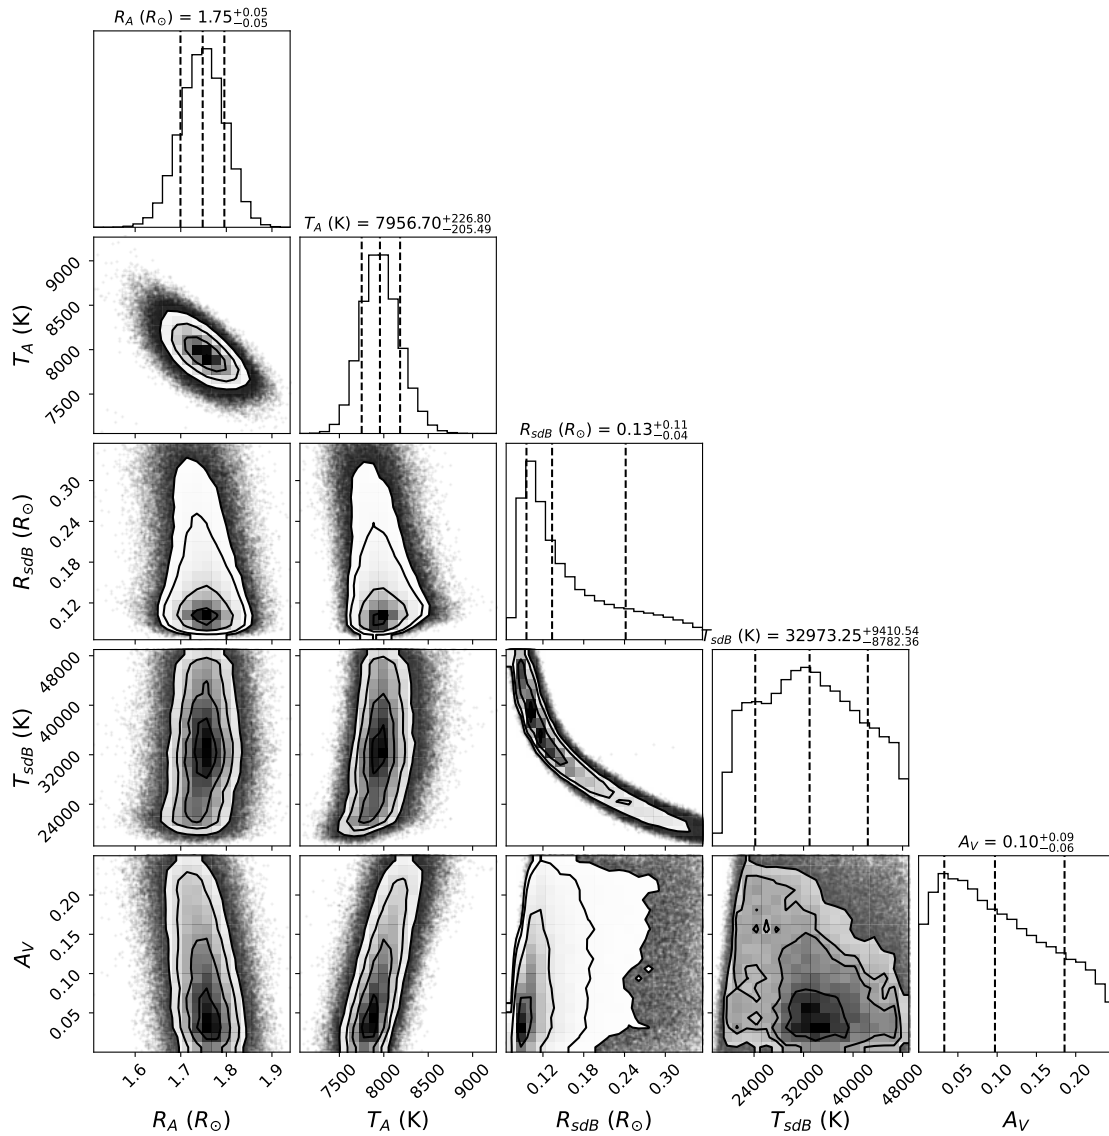 R_A (R_⊙) = 1.75^{+0.05}_{-0.05}
T_A (K) = 7956.70^{+226.80}_{-205.49}
9000
8500
8000
7500
T_A (K)
R_{sdB} (R_⊙) = 0.13^{+0.11}_{-0.04}
0.30
0.24
0.18
0.12
R_{sdB} (R_⊙)
T_{sdB} (K) = 32973.25^{+9410.54}_{-8782.36}
48000
40000
32000
24000
T_{sdB} (K)
A_V = 0.10^{+0.09}_{-0.06}
0.20
0.15
0.10
0.05
A_V
1.6 1.7 1.8 1.9
7500 8000 8500 9000
0.12 0.18 0.24 0.30
24000 32000 40000 48000
0.05 0.10 0.15 0.20
R_A (R_⊙) T_A (K) R_{sdB} (R_⊙) T_{sdB} (K) A_V